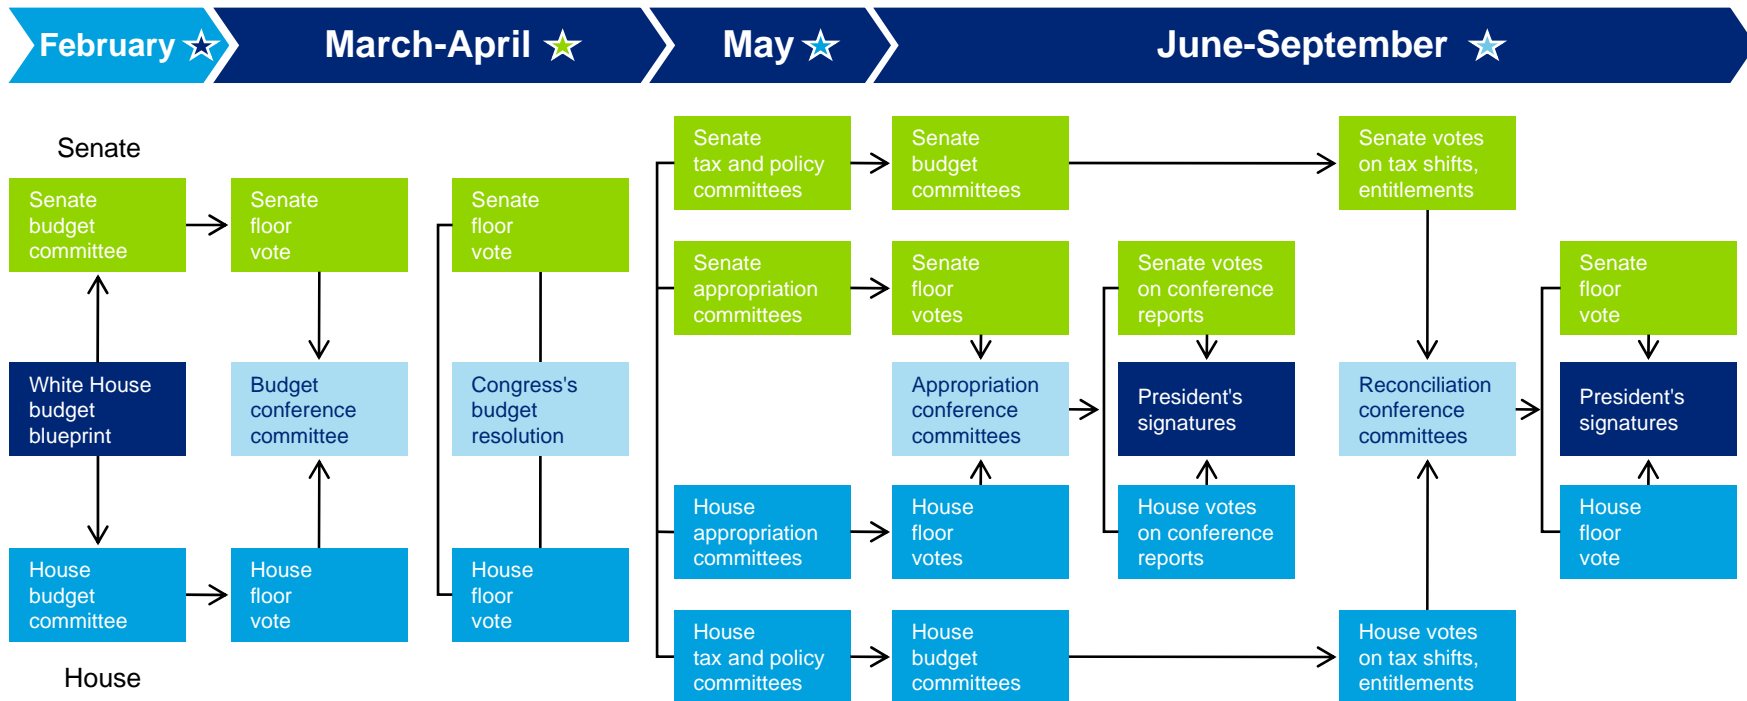 February
March-April
May
June-September
Senate
Senate
budget
committee
White House
budget
blueprint
House
budget
committee
House
Senate
floor
vote
Budget
conference
committee
House
floor
vote
Senate
floor
vote
Congress's
budget
resolution
House
floor
vote
Senate
tax and policy
committees
Senate
appropriation
committees
House
appropriation
committees
House
tax and policy
committees
Senate
budget
committees
Senate
floor
votes
Appropriation
conference
committees
House
floor
votes
House
budget
committees
Senate votes
on conference
reports
President's
signatures
House votes
on conference
reports
Senate votes
on tax shifts,
entitlements
Reconciliation
conference
committees
House votes
on tax shifts,
entitlements
Senate
floor
vote
President's
signatures
House
floor
vote